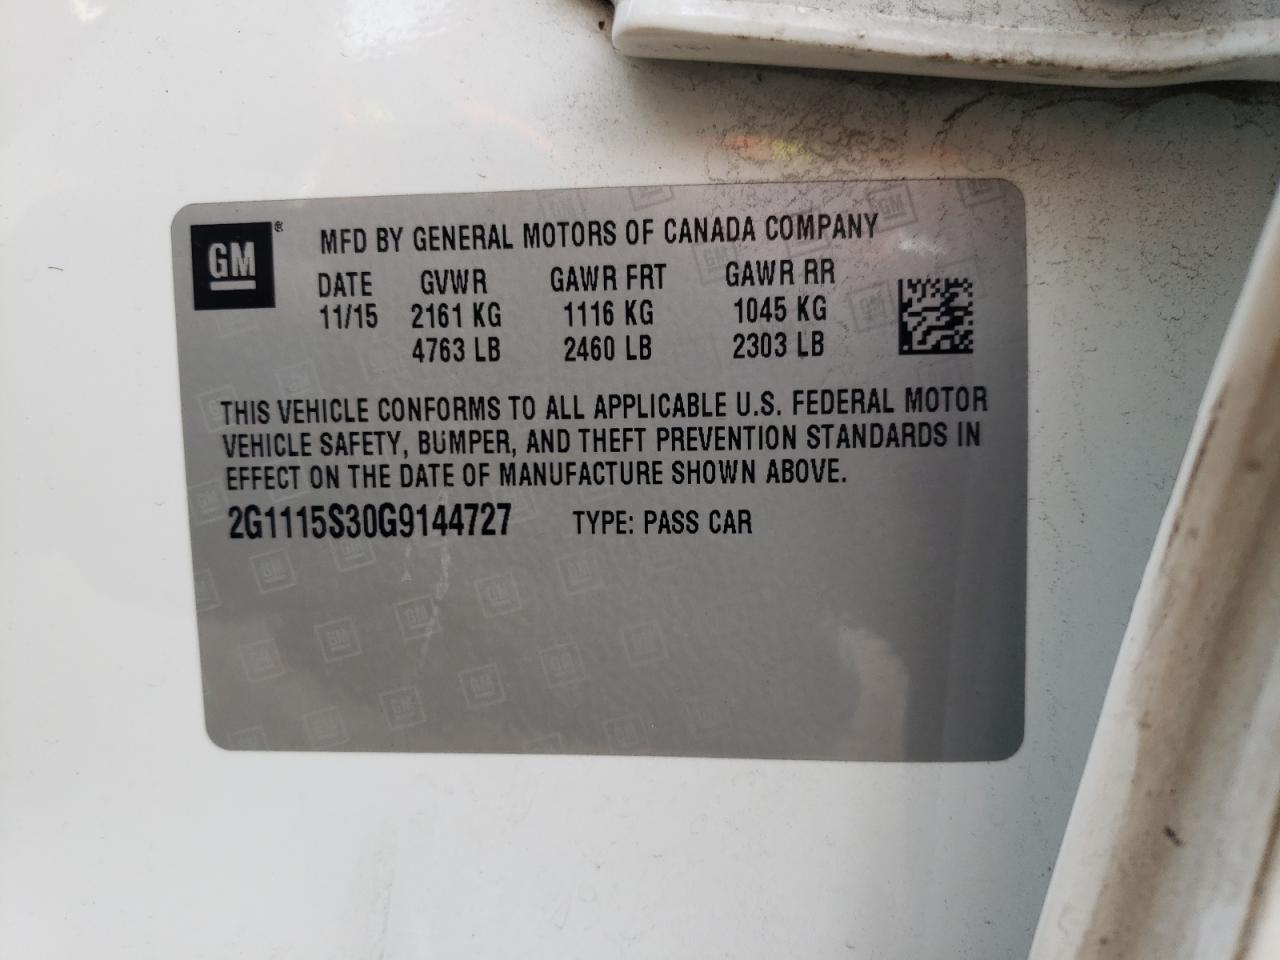 GM®
MFD BY GENERAL MOTORS OF CANADA COMPANY
DATE GVWR GAWR FRT GAWR RR
11/15 2161 KG 1116 KG 1045 KG
4763 LB 2460 LB 2303 LB
THIS VEHICLE CONFORMS TO ALL APPLICABLE U.S. FEDERAL MOTOR
VEHICLE SAFETY, BUMPER, AND THEFT PREVENTION STANDARDS IN
EFFECT ON THE DATE OF MANUFACTURE SHOWN ABOVE.
2G1115S30G9144727 TYPE: PASS CAR